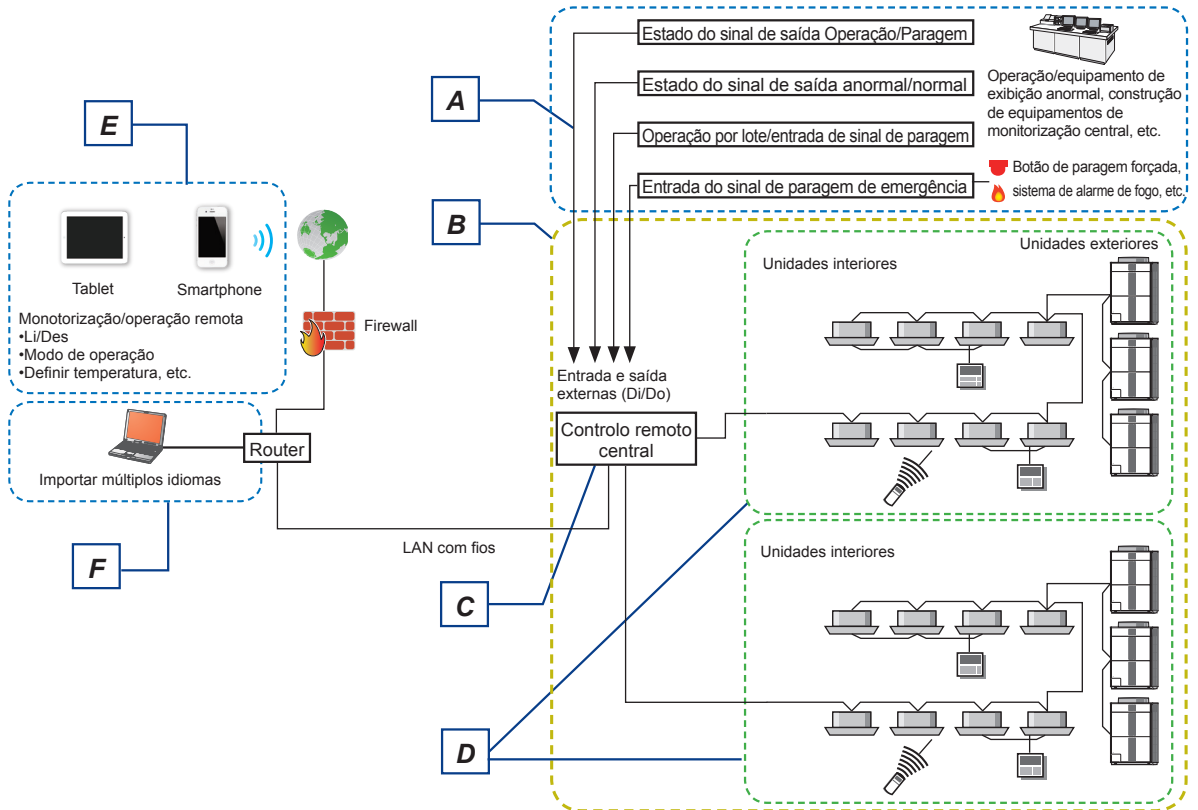 Estado do sinal de saída Operação/Paragem
Estado do sinal de saída anormal/normal
Operação por lote/entrada de sinal de paragem
Entrada do sinal de paragem de emergência
Operação/equipamento de
exibição anormal, construção
de equipamentos de
monitorização central, etc.
Botão de paragem forçada,
sistema de alarme de fogo, etc.
A
E
B
Tablet
Smartphone
Monotorização/operação remota
•Li/Des
•Modo de operação
•Definir temperatura, etc.
Firewall
Importar múltiplos idiomas
Router
LAN com fios
F
Entrada e saída
externas (Di/Do)
Controlo remoto
central
C
D
Unidades exteriores
Unidades interiores
Unidades interiores